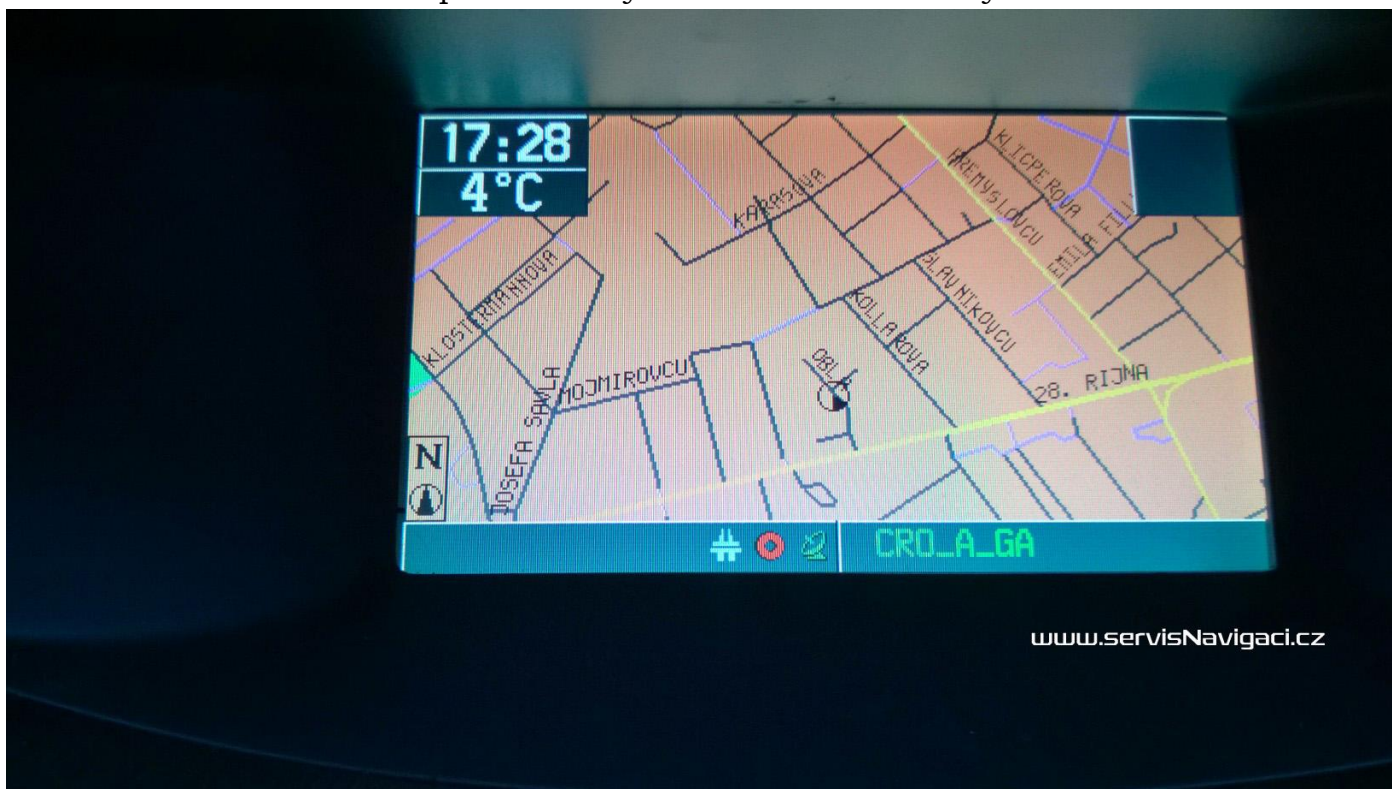 17:28
4°C
KLICPEROVA
PREMYSLOVCU
KARASOVA
EMILA FILL
SLAVNIKOVCU
KLOSTERMANNOVA
KOLLAROVA
OBLA
MOJMIROVCU
28. RIJNA
JOSEFA SAVLA
N
CRO_A_GA
www.servisNavigaci.cz